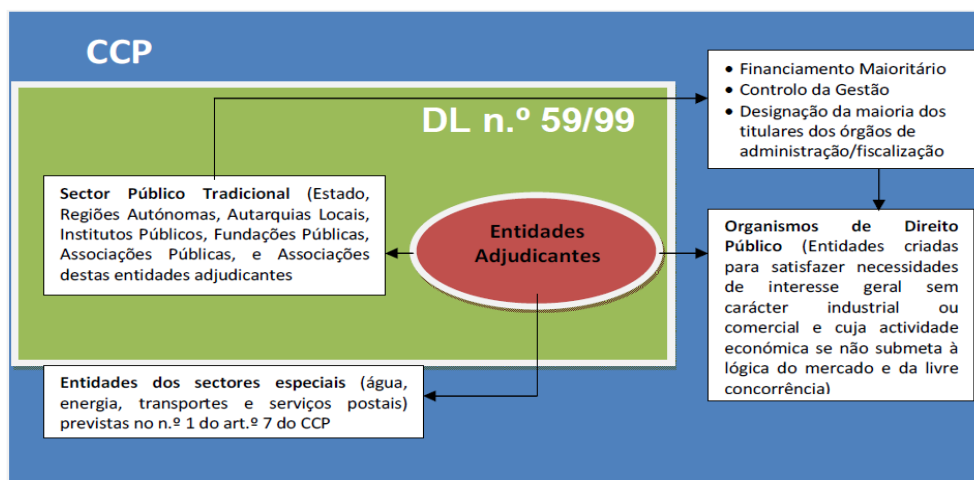 CCP
DL n.º 59/99
• Financiamento Maioritário
• Controlo da Gestão
• Designação da maioria dos
titulares dos órgãos de
administração/fiscalização
Sector Público Tradicional (Estado,
Regiões Autónomas, Autarquias Locais,
Institutos Públicos, Fundações Públicas,
Associações Públicas, e Associações
destas entidades adjudicantes
Entidades
Adjudicantes
Organismos de Direito
Público (Entidades criadas
para satisfazer necessidades
de interesse geral sem
carácter industrial ou
comercial e cuja actividade
económica se não submeta à
lógica do mercado e da livre
concorrência)
Entidades dos sectores especiais (água,
energia, transportes e serviços postais)
previstas no n.º 1 do art.º 7 do CCP